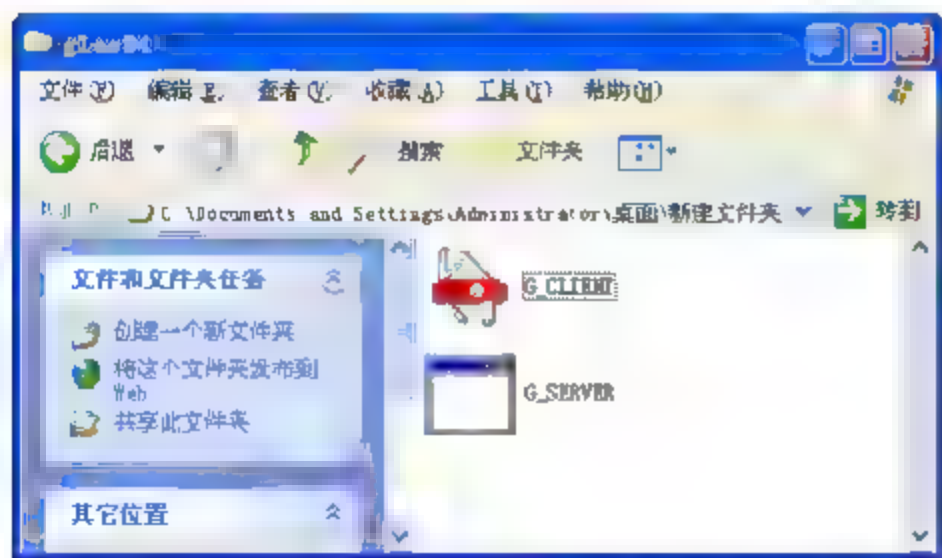 文件(F) 编辑(E) 查看(V) 收藏(A) 工具(T) 帮助(H)
后退 搜索 文件夹
C:\Documents and Settings\Administrator\桌面\新建文件夹 转到
文件和文件夹任务
创建一个新文件夹
将这个文件夹发布到
Web
共享此文件夹
其它位置
G_CLIENT
G_SERVER